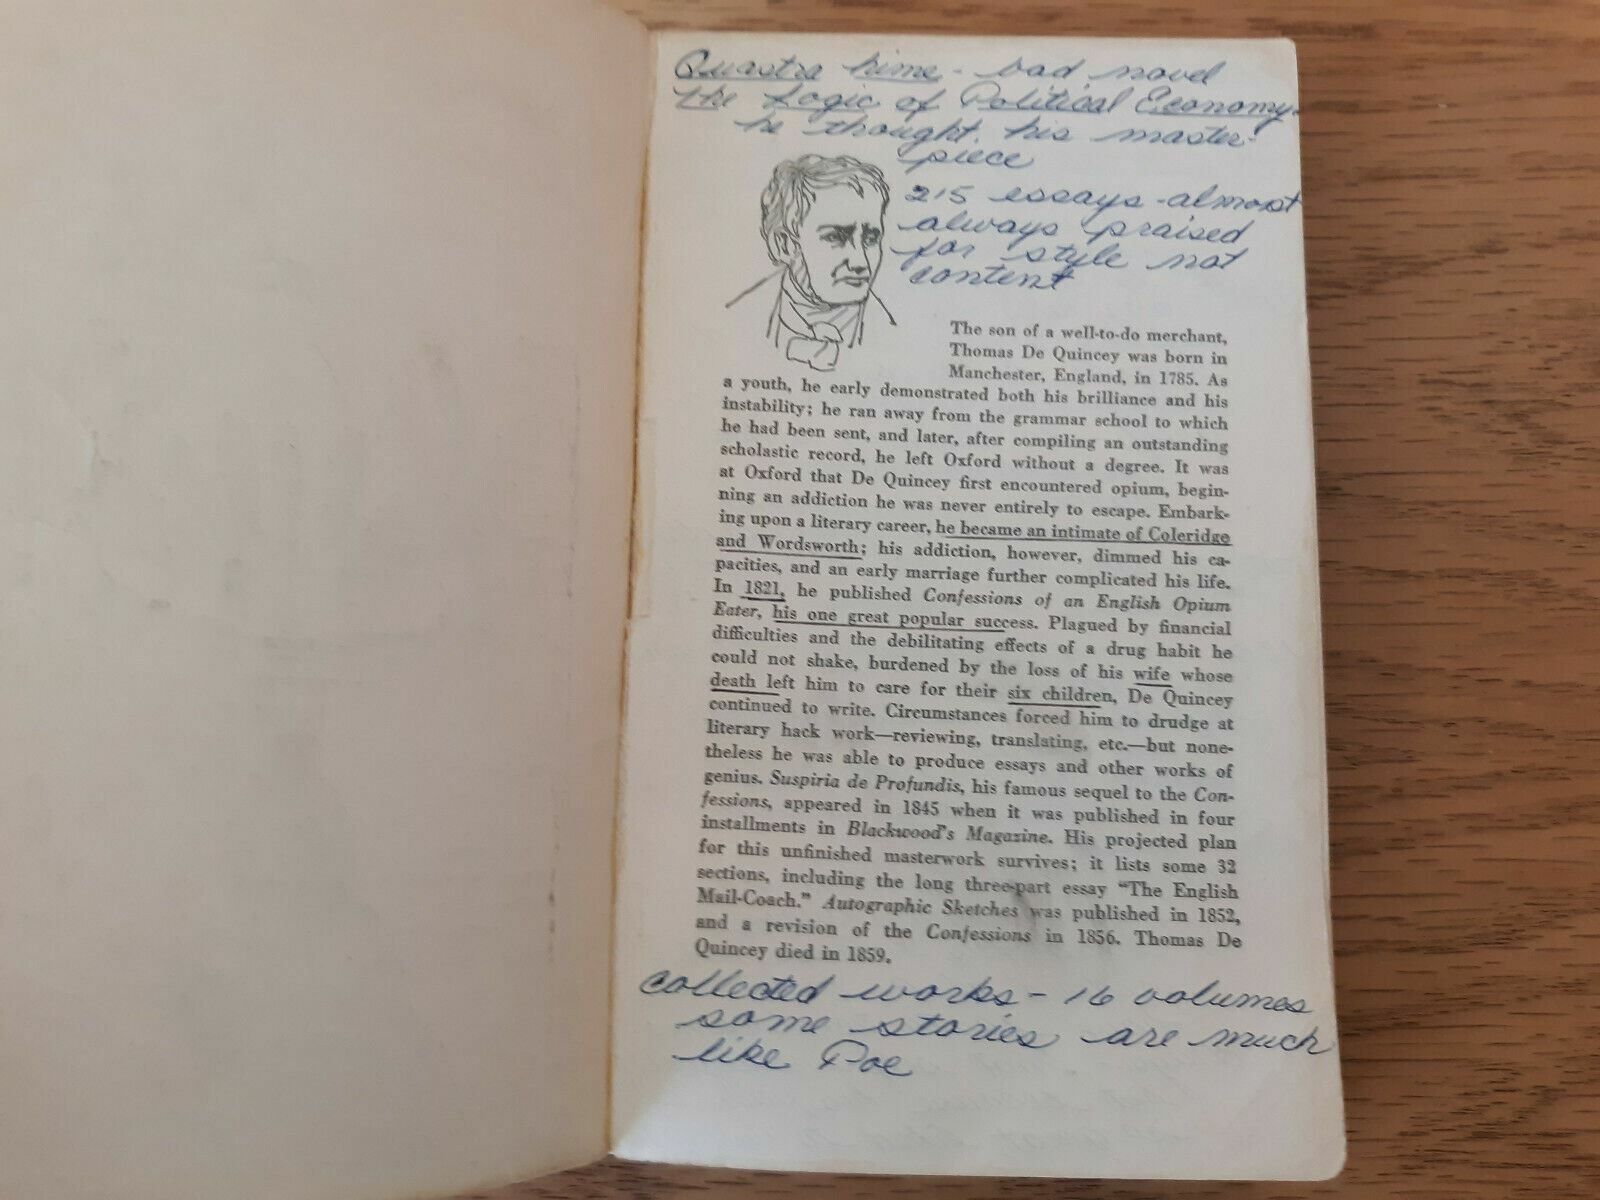 Quastra hime - bad novel
The Logic of Political Economy-
he thought his master-
piece
215 essays - almost
always praised
for style not
content
The son of a well-to-do merchant,
Thomas De Quincey was born in
Manchester, England, in 1785. As
a youth, he early demonstrated both his brilliance and his
instability; he ran away from the grammar school to which
he had been sent, and later, after compiling an outstanding
scholastic record, he left Oxford without a degree. It was
at Oxford that De Quincey first encountered opium, begin-
ning an addiction he was never entirely to escape. Embark-
ing upon a literary career, he became an intimate of Coleridge
and Wordsworth; his addiction, however, dimmed his ca-
pacities, and an early marriage further complicated his life.
In 1821, he published Confessions of an English Opium
Eater, his one great popular success. Plagued by financial
difficulties and the debilitating effects of a drug habit he
could not shake, burdened by the loss of his wife whose
death left him to care for their six children, De Quincey
continued to write. Circumstances forced him to drudge at
literary hack work—reviewing, translating, etc.—but none-
theless he was able to produce essays and other works of
genius. Suspiria de Profundis, his famous sequel to the Con-
fessions, appeared in 1845 when it was published in four
installments in Blackwood's Magazine. His projected plan
for this unfinished masterwork survives; it lists some 32
sections, including the long three-part essay "The English
Mail-Coach." Autographic Sketches was published in 1852,
and a revision of the Confessions in 1856. Thomas De
Quincey died in 1859.
collected works - 16 volumes
some stories are much
like Poe